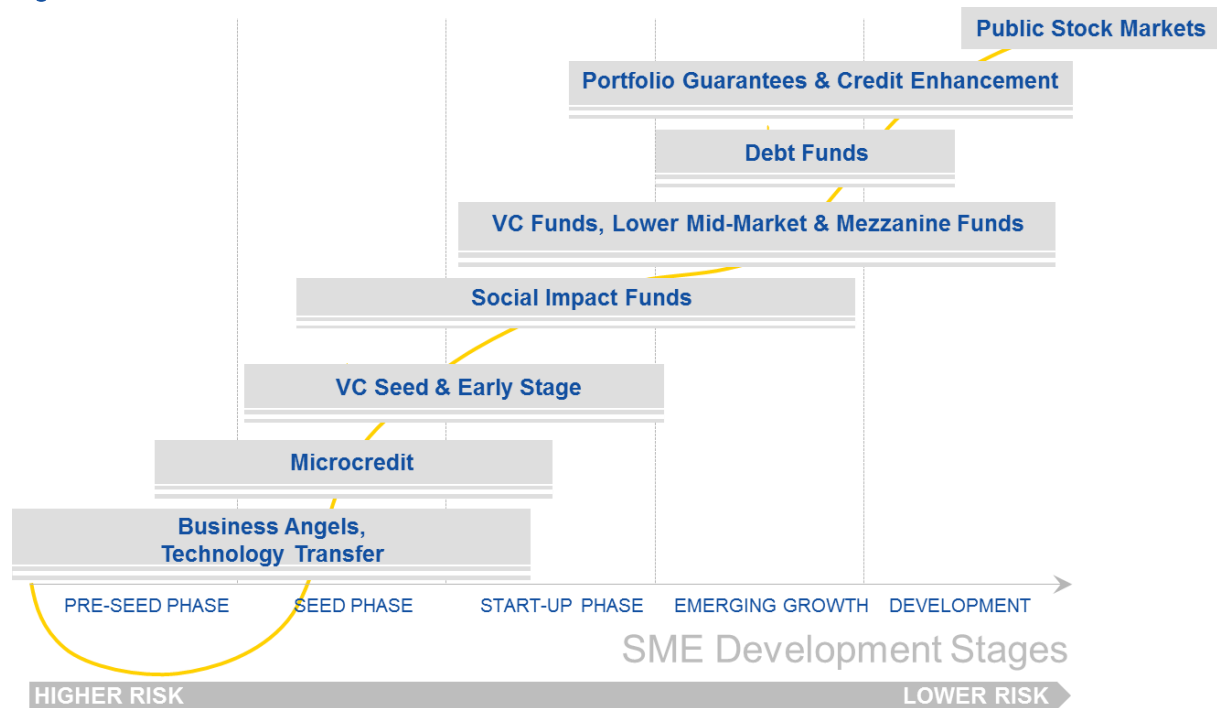 Public Stock Markets
Portfolio Guarantees & Credit Enhancement
Debt Funds
VC Funds, Lower Mid-Market & Mezzanine Funds
Social Impact Funds
VC Seed & Early Stage
Microcredit
Business Angels,
Technology Transfer
PRE-SEED PHASE SEED PHASE START-UP PHASE EMERGING GROWTH DEVELOPMENT
SME Development Stages
HIGHER RISK LOWER RISK